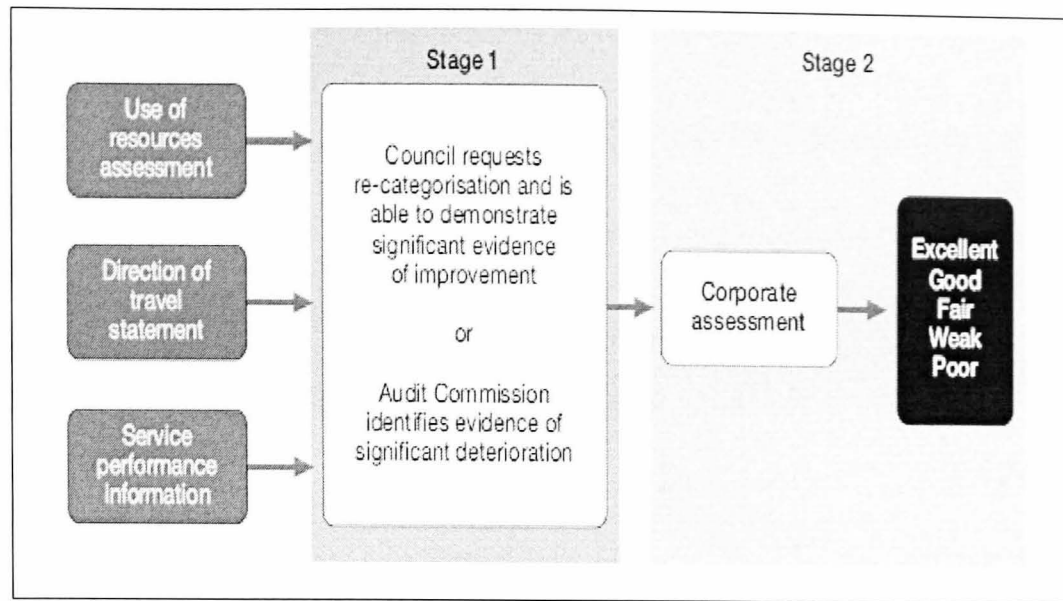 Use of
resources
assessment
Direction of
travel
statement
Service
performance
information
Stage 1
Council requests
re-categorisation and is
able to demonstrate
significant evidence
of improvement
or
Audit Commission
identifies evidence of
significant deterioration
Stage 2
Corporate
assessment
Excellent
Good
Fair
Weak
Poor